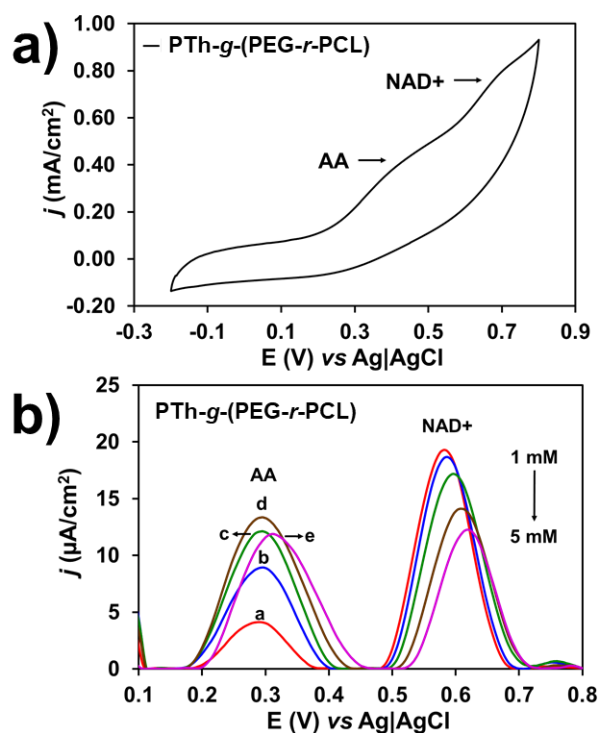 a)
PTh-g-(PEG-r-PCL)
NAD+
AA
j (mA/cm²)
1.00
0.80
0.60
0.40
0.20
0.00
-0.20
-0.3 -0.1 0.1 0.3 0.5 0.7 0.9
E (V) vs Ag|AgCl
b)
PTh-g-(PEG-r-PCL)
NAD+
AA
1 mM
5 mM
d
c
e
b
a
j (µA/cm²)
25
20
15
10
5
0
0.1 0.2 0.3 0.4 0.5 0.6 0.7 0.8
E (V) vs Ag|AgCl